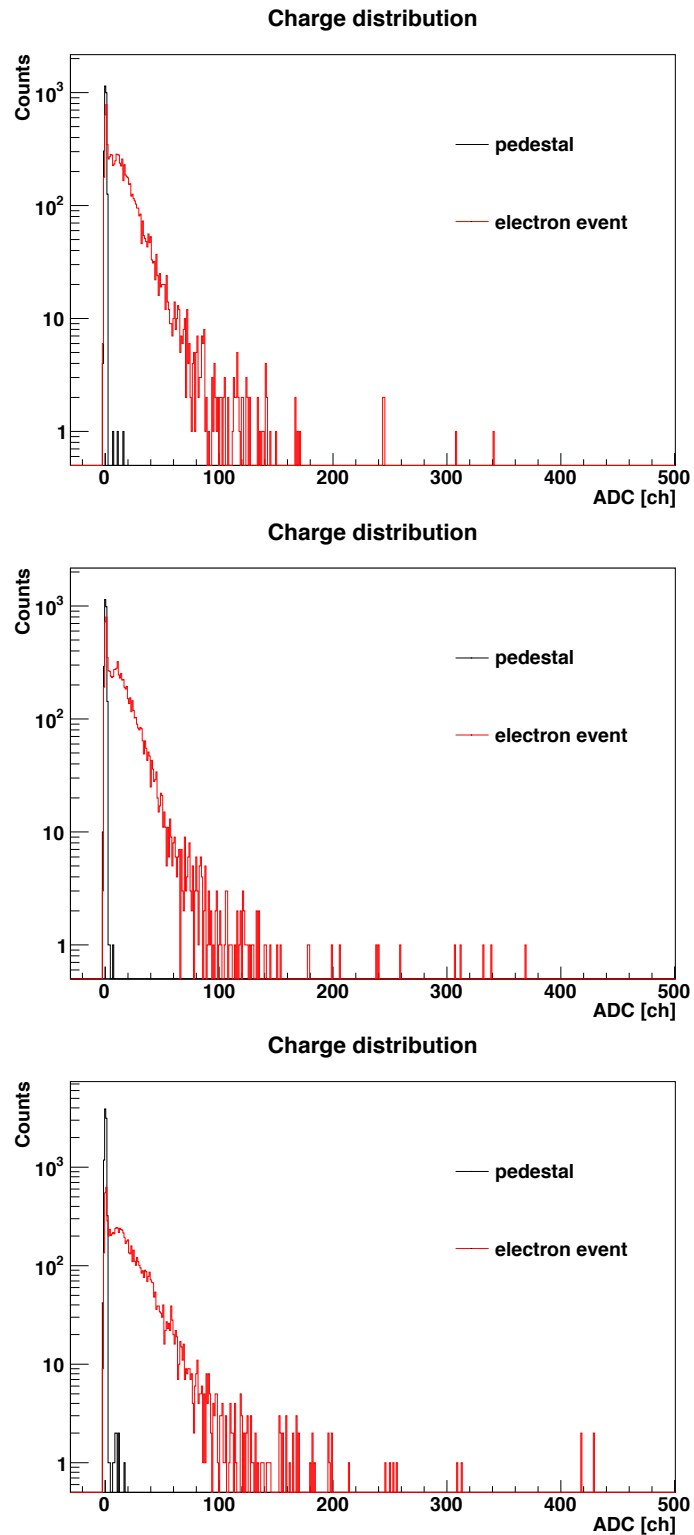 Charge distribution
Counts
10³
pedestal
electron event
10²
10
1
0 100 200 300 400 500
ADC [ch]
Charge distribution
Counts
10³
pedestal
electron event
10²
10
1
0 100 200 300 400 500
ADC [ch]
Charge distribution
Counts
10³
pedestal
electron event
10²
10
1
0 100 200 300 400 500
ADC [ch]